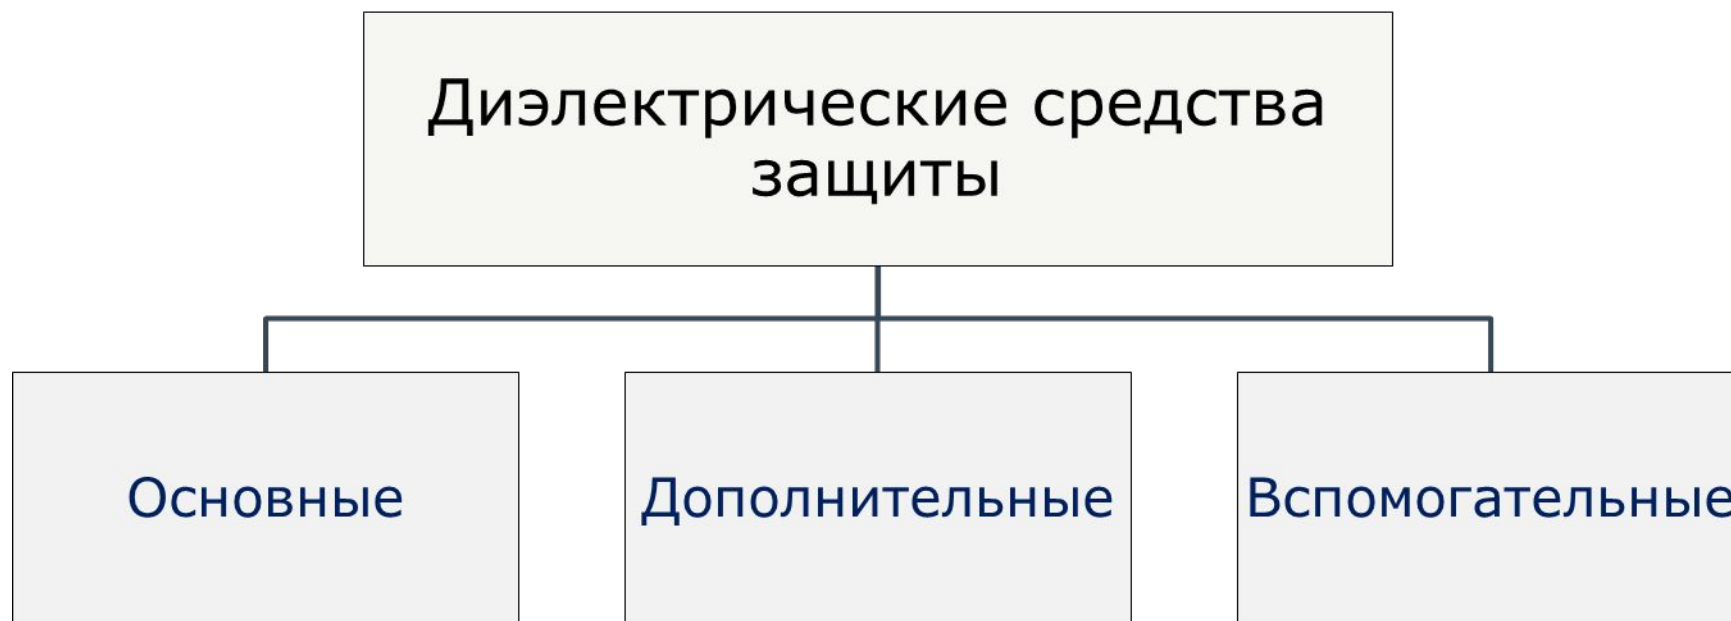 Диэлектрические средства
защиты
Основные
Дополнительные
Вспомогательные